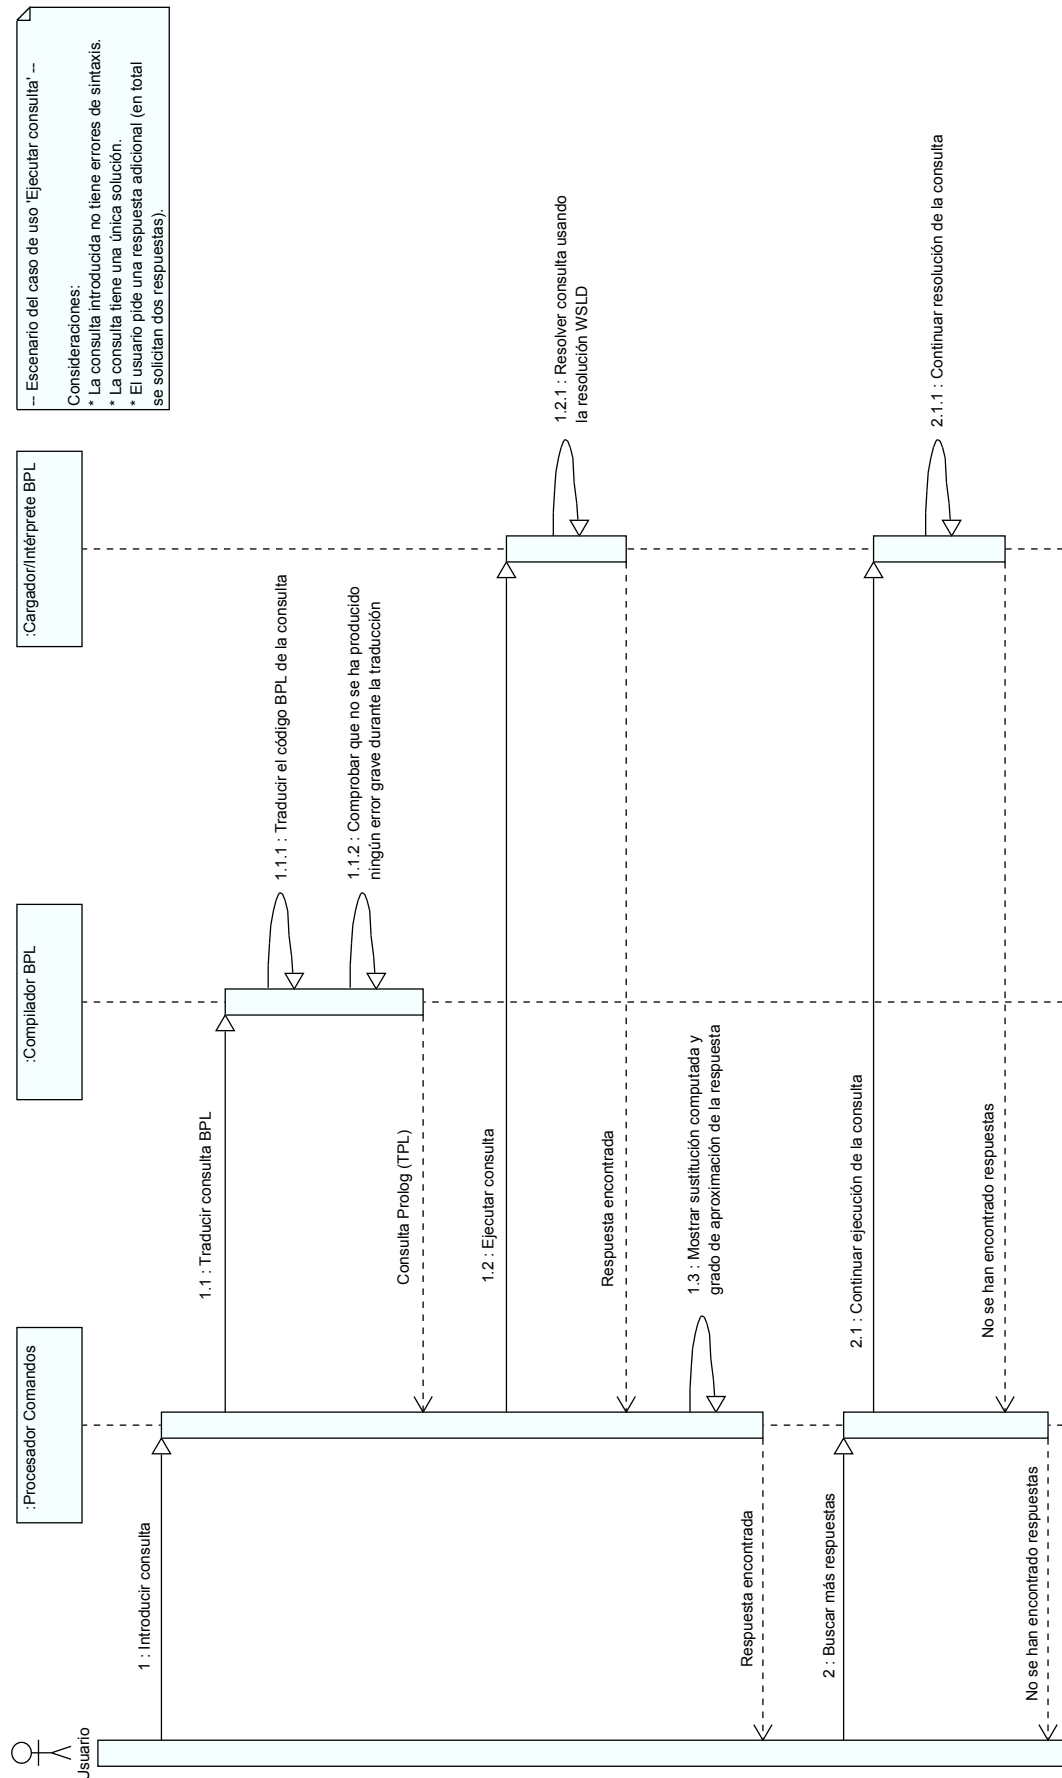 -- Escenario del caso de uso 'Ejecutar consulta' --
Consideraciones:
* La consulta introducida no tiene errores de sintaxis.
* La consulta tiene una única solución.
* El usuario pide una respuesta adicional (en total
se solicitan dos respuestas).
Jsuario
:Procesador Comandos
:Compilador BPL
:Cargador/Intérprete BPL
1 : Introducir consulta
1.1 : Traducir consulta BPL
1.1.1 : Traducir el código BPL de la consulta
1.1.2 : Comprobar que no se ha producido
ningún error grave durante la traducción
Consulta Prolog (TPL)
1.2 : Ejecutar consulta
1.2.1 : Resolver consulta usando
la resolución WSLD
Respuesta encontrada
1.3 : Mostrar sustitución computada y
grado de aproximación de la respuesta
Respuesta encontrada
2 : Buscar más respuestas
2.1 : Continuar ejecución de la consulta
2.1.1 : Continuar resolución de la consulta
No se han encontrado respuestas
No se han encontrado respuestas